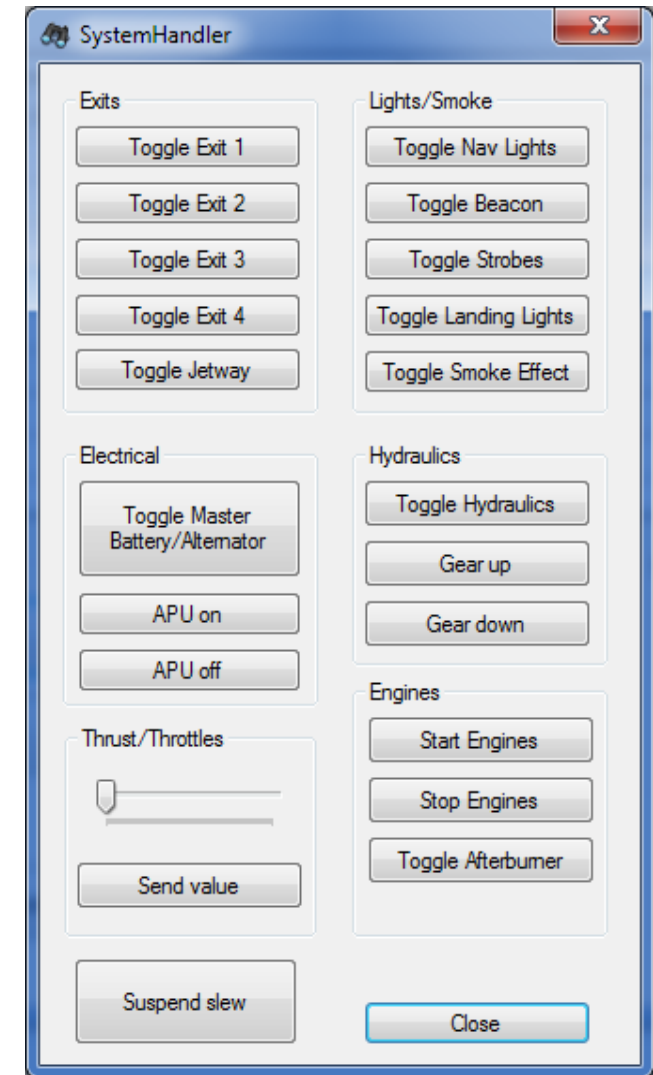 SystemHandler
X
Exits
Toggle Exit 1
Toggle Exit 2
Toggle Exit 3
Toggle Exit 4
Toggle Jetway
Lights/Smoke
Toggle Nav Lights
Toggle Beacon
Toggle Strobes
Toggle Landing Lights
Toggle Smoke Effect
Electrical
Toggle Master
Battery/Alternator
APU on
APU off
Hydraulics
Toggle Hydraulics
Gear up
Gear down
Thrust/Throttles
Send value
Engines
Start Engines
Stop Engines
Toggle Afterburner
Suspend slew
Close